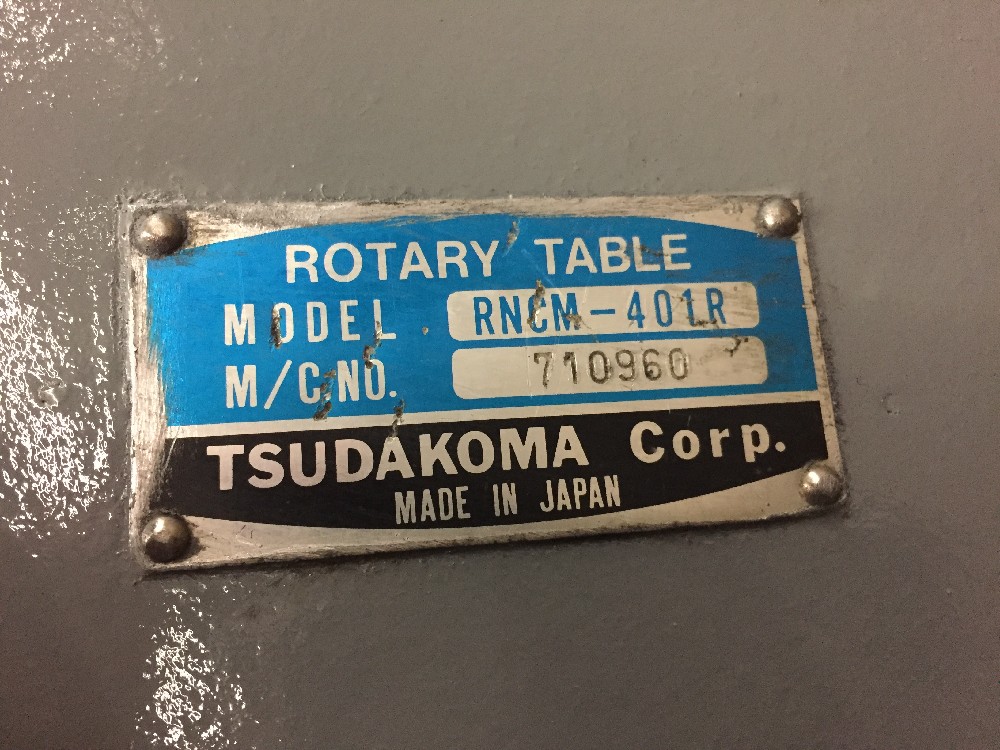 ROTARY TABLE
MODEL RNCM-401R
M/C.NO. 710960
TSUDAKOMA Corp.
MADE IN JAPAN